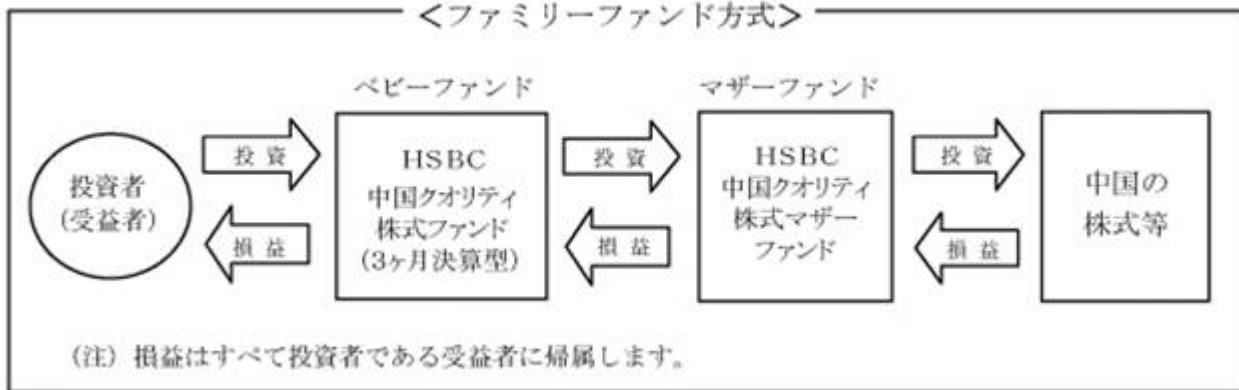 <ファミリーファンド方式>
ベビーファンド
マザーファンド
投資者
(受益者)
投資
損益
HSBC
中国クオリティ
株式ファンド
(3ヶ月決算型)
投資
損益
HSBC
中国クオリティ
株式マザー
ファンド
投資
損益
中国の
株式等
(注) 損益はすべて投資者である受益者に帰属します。